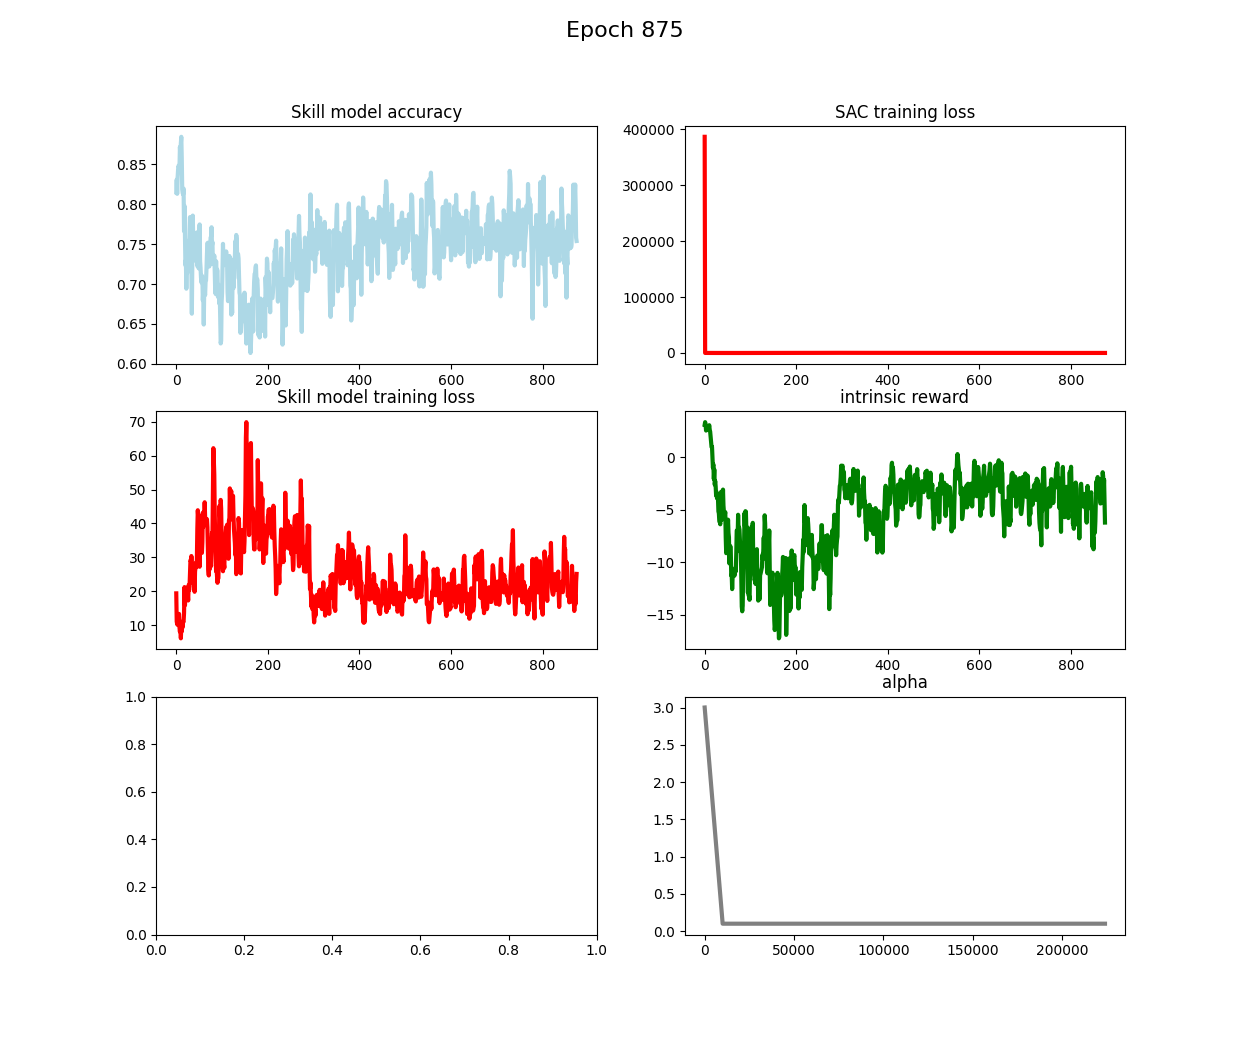 Epoch 875
Skill model accuracy
0.85
0.80
0.75
0.70
0.65
0.60
0 200 400 600 800
SAC training loss
400000
300000
200000
100000
0
0 200 400 600 800
Skill model training loss
70
60
50
40
30
20
10
0 200 400 600 800
intrinsic reward
0
−5
−10
−15
0 200 400 600 800
1.0
0.8
0.6
0.4
0.2
0.0
0.0 0.2 0.4 0.6 0.8 1.0
alpha
3.0
2.5
2.0
1.5
1.0
0.5
0.0
0 50000 100000 150000 200000